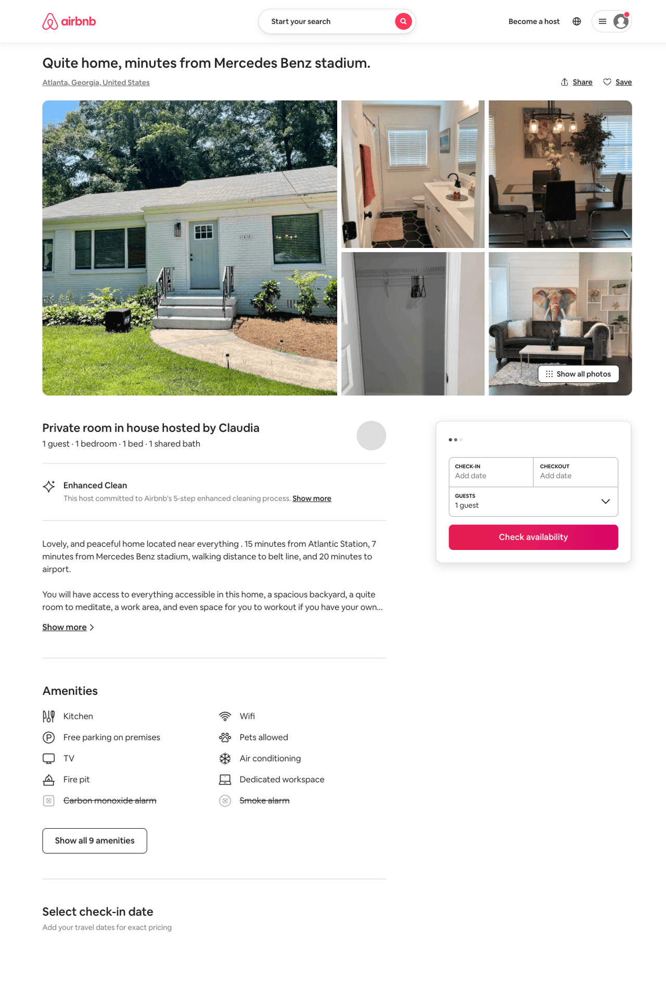 airbnb
Start your search
Become a host
Quite home, minutes from Mercedes Benz stadium.
Atlanta, Georgia, United States
Share
Save
1418
Show all photos
Private room in house hosted by Claudia
1 guest · 1 bedroom · 1 bed · 1 shared bath
Enhanced Clean
This host committed to Airbnb's 5-step enhanced cleaning process. Show more
CHECK-IN
Add date
CHECKOUT
Add date
GUESTS
1 guest
Check availability
Lovely, and peaceful home located near everything . 15 minutes from Atlantic Station, 7
minutes from Mercedes Benz stadium, walking distance to belt line, and 20 minutes to
airport.
You will have access to everything accessible in this home, a spacious backyard, a quite
room to meditate, a work area, and even space for you to workout if you have your own...
Show more
Amenities
Kitchen
Wifi
Free parking on premises
Pets allowed
TV
Air conditioning
Fire pit
Dedicated workspace
Carbon monoxide alarm
Smoke alarm
Show all 9 amenities
Select check-in date
Add your travel dates for exact pricing